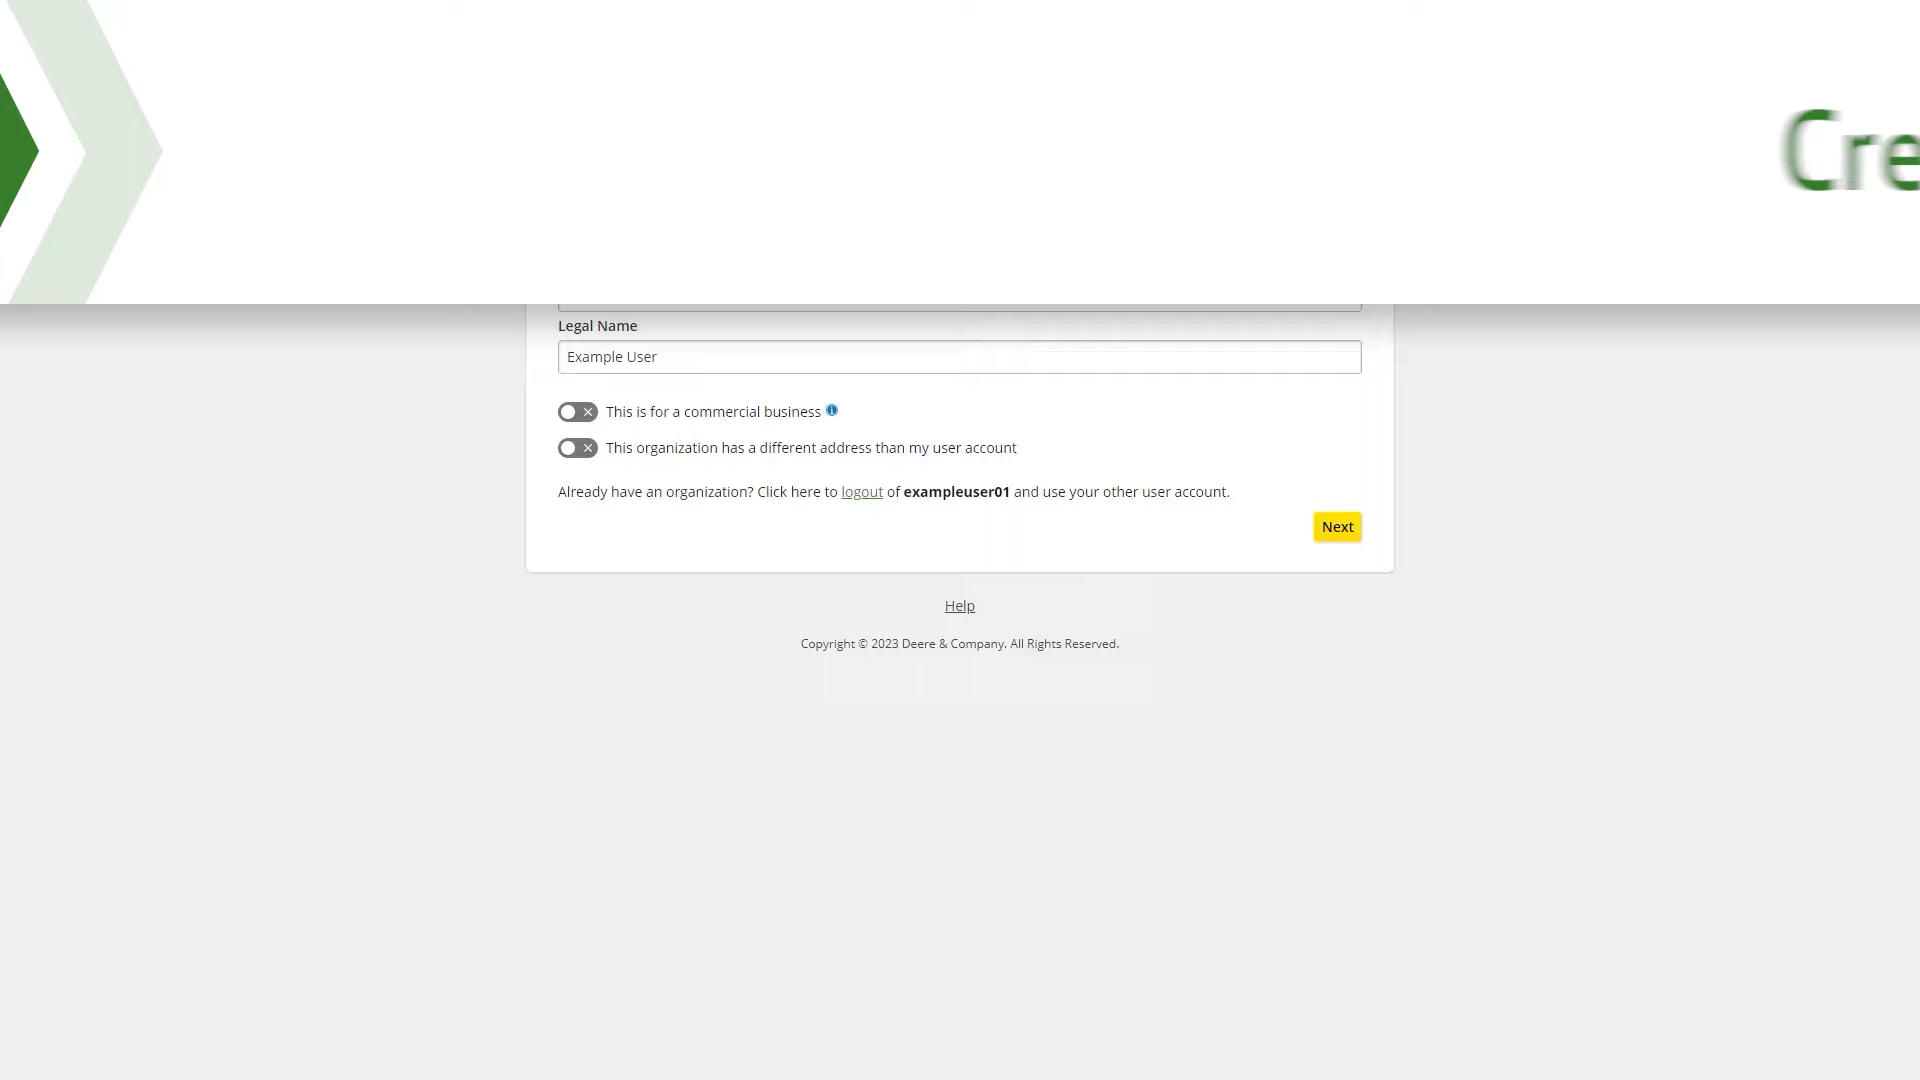 Cre
Legal Name
Example User
This is for a commercial business
This organization has a different address than my user account
Already have an organization? Click here to logout of exampleuser01 and use your other user account.
Next
Help
Copyright © 2023 Deere & Company. All Rights Reserved.